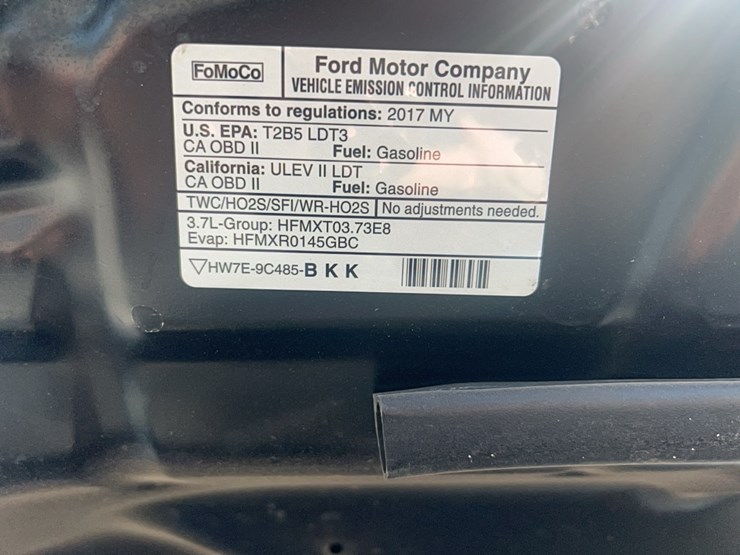 FoMoCo
Ford Motor Company
VEHICLE EMISSION CONTROL INFORMATION
Conforms to regulations: 2017 MY
U.S. EPA: T2B5 LDT3
CA OBD II Fuel: Gasoline
California: ULEV II LDT
CA OBD II Fuel: Gasoline
TWC/HO2S/SFI/WR-HO2S No adjustments needed.
3.7L-Group: HFMXT03.73E8
Evap: HFMXR0145GBC
HW7E-9C485-B K K